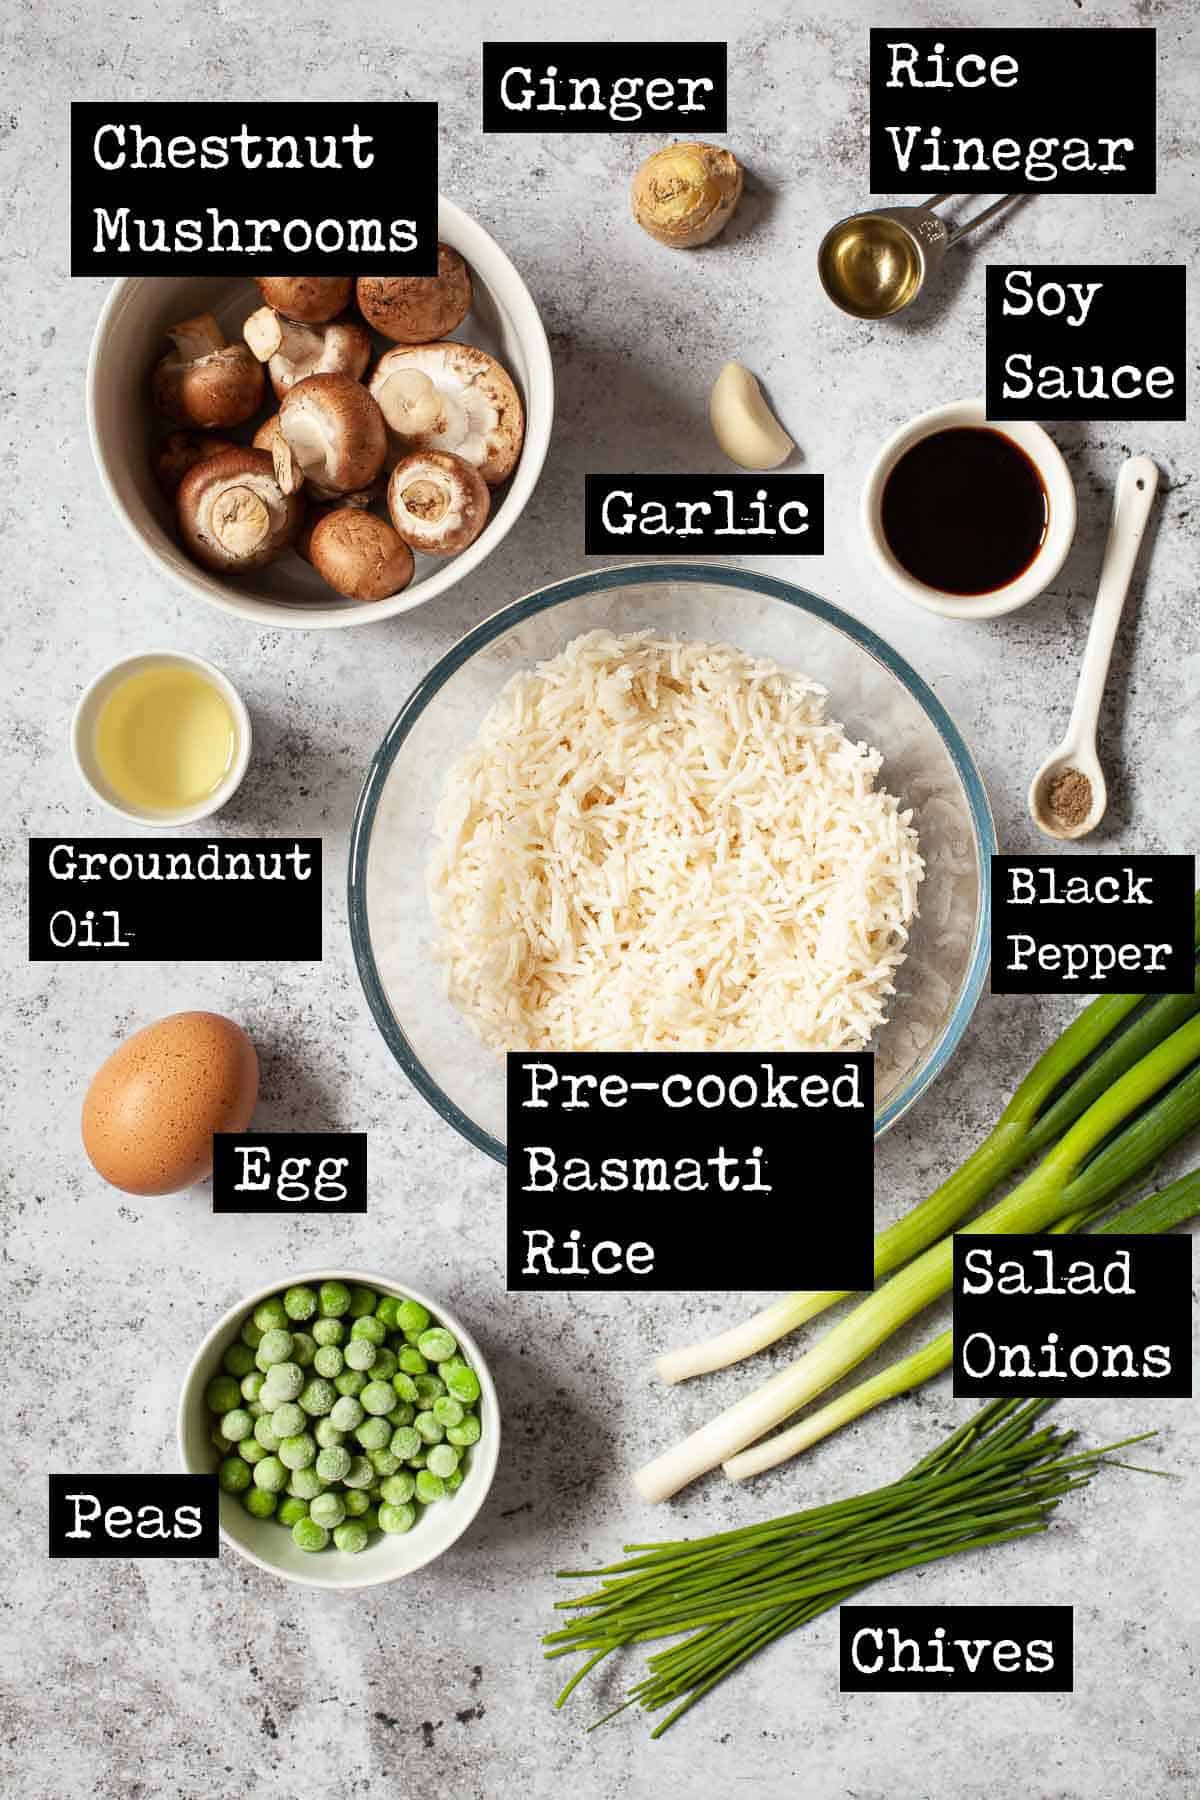 Ginger
Rice
Vinegar
Chestnut
Mushrooms
Soy
Sauce
Garlic
Groundnut
Oil
Black
Pepper
Pre-cooked
Basmati
Rice
Egg
Salad
Onions
Peas
Chives